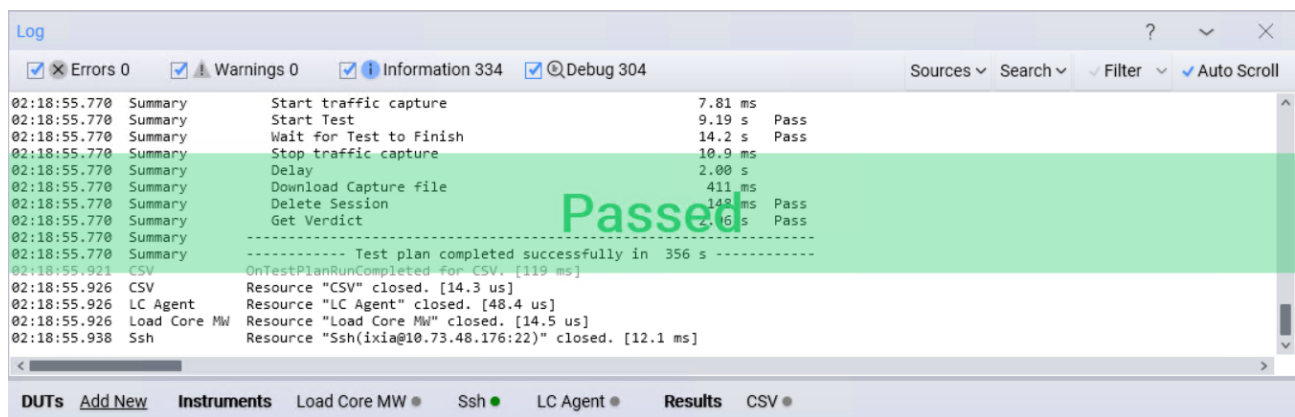 Log ?
Errors 0 Warnings 0 Information 334 Debug 304 Sources Search Filter Auto Scroll
02:18:55.770 Summary Start traffic capture 7.81 ms
02:18:55.770 Summary Start Test 9.19 s Pass
02:18:55.770 Summary Wait for Test to Finish 14.2 s Pass
02:18:55.770 Summary Stop traffic capture 10.9 ms
02:18:55.770 Summary Delay 2.00 s
02:18:55.770 Summary Download Capture file 411 ms
02:18:55.770 Summary Delete Session 148 ms Pass
02:18:55.770 Summary Get Verdict 2.06 s Pass
Passed
02:18:55.770 Summary ------------------------------------------------------------------------
02:18:55.770 Summary ------------ Test plan completed successfully in 356 s ------------
02:18:55.921 CSV OnTestPlanRunCompleted for CSV. [119 ms]
02:18:55.926 CSV Resource "CSV" closed. [14.3 us]
02:18:55.926 LC Agent Resource "LC Agent" closed. [48.4 us]
02:18:55.926 Load Core MW Resource "Load Core MW" closed. [14.5 us]
02:18:55.938 Ssh Resource "Ssh(ixia@10.73.48.176:22)" closed. [12.1 ms]
DUTs Add New Instruments Load Core MW Ssh LC Agent Results CSV